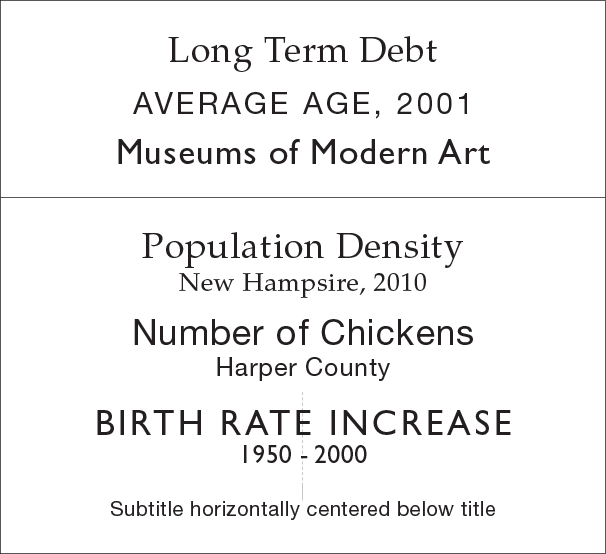 Long Term Debt
AVERAGE AGE, 2001
Museums of Modern Art
Population Density
New Hampsire, 2010
Number of Chickens
Harper County
BIRTH RATE INCREASE
1950 - 2000
Subtitle horizontally centered below title